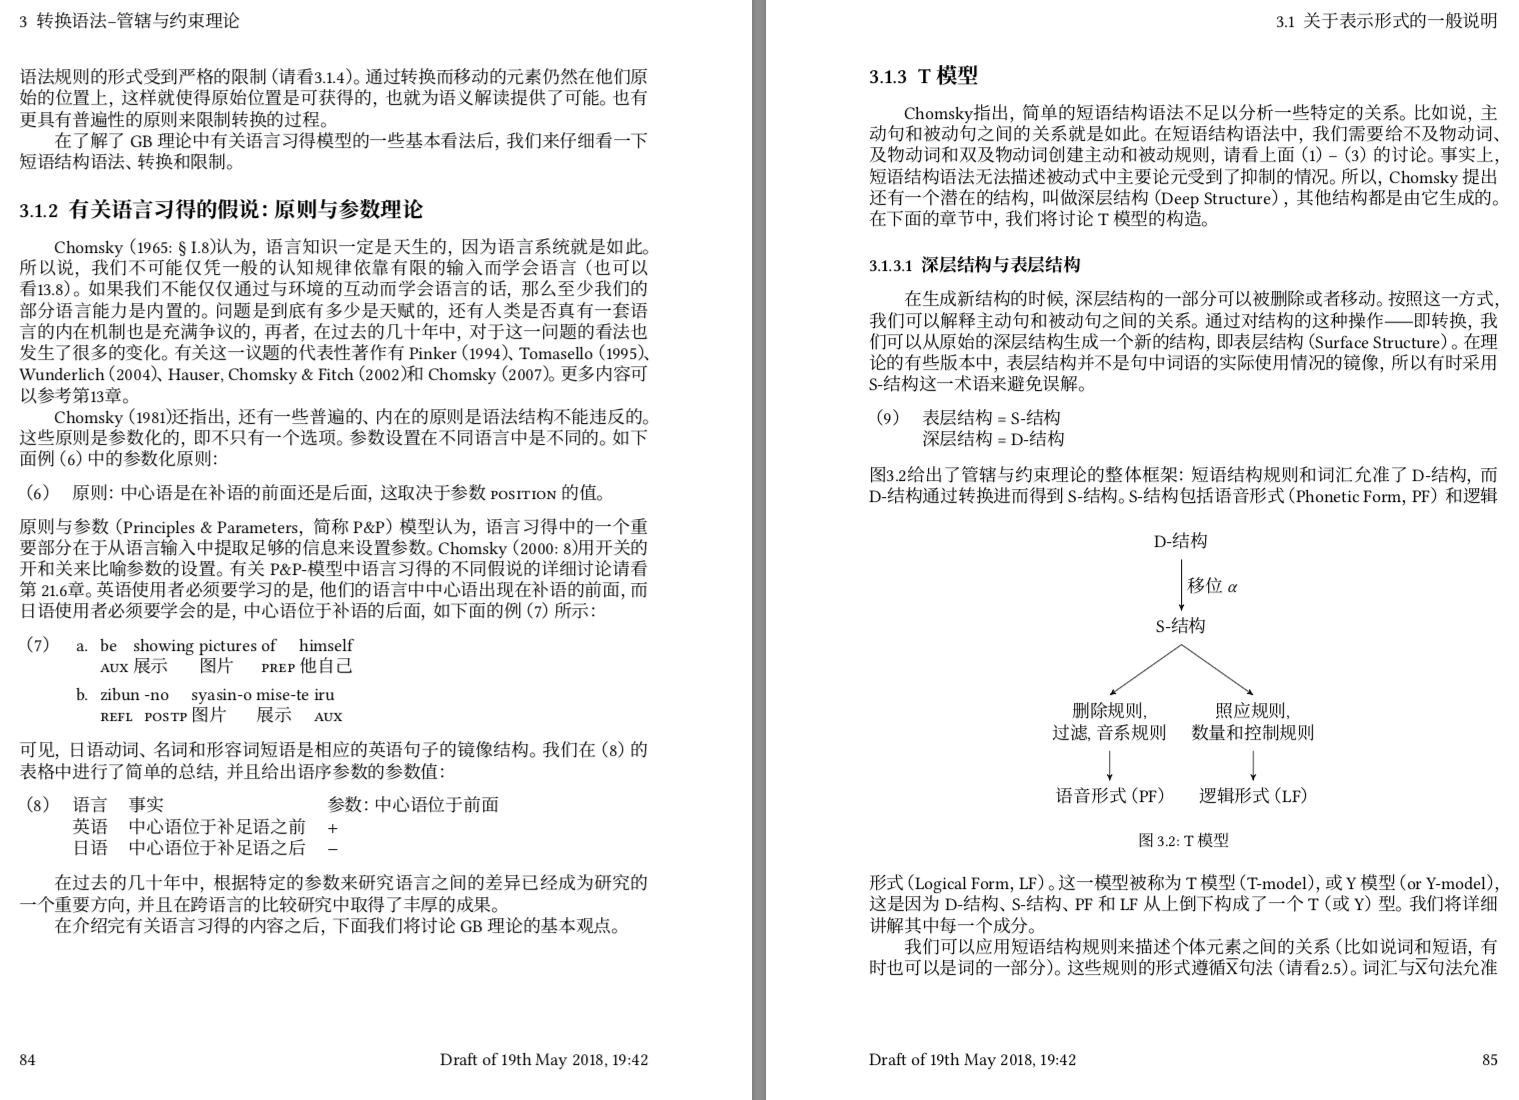 3 转换语法–管辖与约束理论
语法规则的形式受到严格的限制（请看3.1.4）。通过转换而移动的元素仍然在他们原
始的位置上，这样就使得原始位置是可获得的，也就为语义解读提供了可能。也有
更具有普遍性的原则来限制转换的过程。
在了解了 GB 理论中有关语言习得模型的一些基本看法后，我们来仔细看一下
短语结构语法、转换和限制。
3.1.2 有关语言习得的假说：原则与参数理论
Chomsky（1965: § I.8)认为，语言知识一定是天生的，因为语言系统就是如此。
所以说，我们不可能仅凭一般的认知规律依靠有限的输入而学会语言（也可以
看13.8）。如果我们不能仅仅通过与环境的互动而学会语言的话，那么至少我们的
部分语言能力是内置的。问题是到底有多少是天赋的，还有人类是否真有一套语
言的内在机制也是充满争议的，再者，在过去的几十年中，对于这一问题的看法也
发生了很多的变化。有关这一议题的代表性著作有 Pinker（1994）、Tomasello（1995）、
Wunderlich（2004）、Hauser, Chomsky & Fitch（2002)和 Chomsky（2007）。更多内容可
以参考第13章。
Chomsky（1981)还指出，还有一些普遍的、内在的原则是语法结构不能违反的。
这些原则是参数化的，即不只有一个选项。参数设置在不同语言中是不同的。如下
面例（6）中的参数化原则：
（6） 原则：中心语是在补语的前面还是后面，这取决于参数 POSITION 的值。
原则与参数（Principles & Parameters，简称 P&P）模型认为，语言习得中的一个重
要部分在于从语言输入中提取足够的信息来设置参数。Chomsky（2000: 8)用开关的
开和关来比喻参数的设置。有关 P&P-模型中语言习得的不同假说的详细讨论请看
第 21.6章。英语使用者必须要学习的是，他们的语言中中心语出现在补语的前面，而
日语使用者必须要学会的是，中心语位于补语的后面，如下面的例（7）所示：
（7） a. be showing pictures of himself
AUX 展示 图片 PREP 他自己
b. zibun -no syasin-o mise-te iru
REFL POSTP 图片 展示 AUX
可见，日语动词、名词和形容词短语是相应的英语句子的镜像结构。我们在（8）的
表格中进行了简单的总结，并且给出语序参数的参数值：
（8） 语言 事实 参数：中心语位于前面
英语 中心语位于补足语之前 +
日语 中心语位于补足语之后 −
在过去的几十年中，根据特定的参数来研究语言之间的差异已经成为研究的
一个重要方向，并且在跨语言的比较研究中取得了丰厚的成果。
在介绍完有关语言习得的内容之后，下面我们将讨论 GB 理论的基本观点。
84 Draft of 19th May 2018, 19:42
3.1 关于表示形式的一般说明
3.1.3 T 模型
Chomsky指出，简单的短语结构语法不足以分析一些特定的关系。比如说，主
动句和被动句之间的关系就是如此。在短语结构语法中，我们需要给不及物动词、
及物动词和双及物动词创建主动和被动规则，请看上面（1）–（3）的讨论。事实上，
短语结构语法无法描述被动式中主要论元受到了抑制的情况。所以，Chomsky 提出
还有一个潜在的结构，叫做深层结构（Deep Structure），其他结构都是由它生成的。
在下面的章节中，我们将讨论 T 模型的构造。
3.1.3.1 深层结构与表层结构
在生成新结构的时候，深层结构的一部分可以被删除或者移动。按照这一方式，
我们可以解释主动句和被动句之间的关系。通过对结构的这种操作——即转换，我
们可以从原始的深层结构生成一个新的结构，即表层结构（Surface Structure）。在理
论的有些版本中，表层结构并不是句中词语的实际使用情况的镜像，所以有时采用
S-结构这一术语来避免误解。
（9） 表层结构 = S-结构
深层结构 = D-结构
图3.2给出了管辖与约束理论的整体框架：短语结构规则和词汇允准了 D-结构，而
D-结构通过转换进而得到 S-结构。S-结构包括语音形式（Phonetic Form, PF）和逻辑
D-结构
移位 α
S-结构
删除规则， 照应规则，
过滤, 音系规则 数量和控制规则
语音形式（PF） 逻辑形式（LF）
图 3.2: T 模型
形式（Logical Form, LF）。这一模型被称为 T 模型（T-model），或Y 模型（or Y-model），
这是因为 D-结构、S-结构、PF 和 LF 从上倒下构成了一个 T（或 Y）型。我们将详细
讲解其中每一个成分。
我们可以应用短语结构规则来描述个体元素之间的关系（比如说词和短语，有
时也可以是词的一部分）。这些规则的形式遵循X̅句法（请看2.5）。词汇与X̅句法允准
Draft of 19th May 2018, 19:42 85